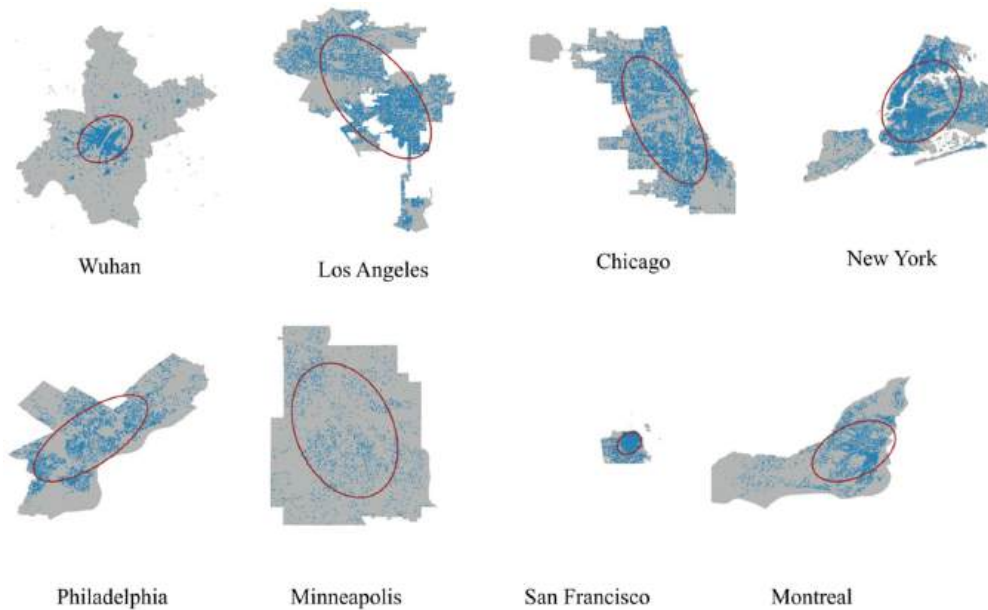 Wuhan
Los Angeles
Chicago
New York
Philadelphia
Minneapolis
San Francisco
Montreal